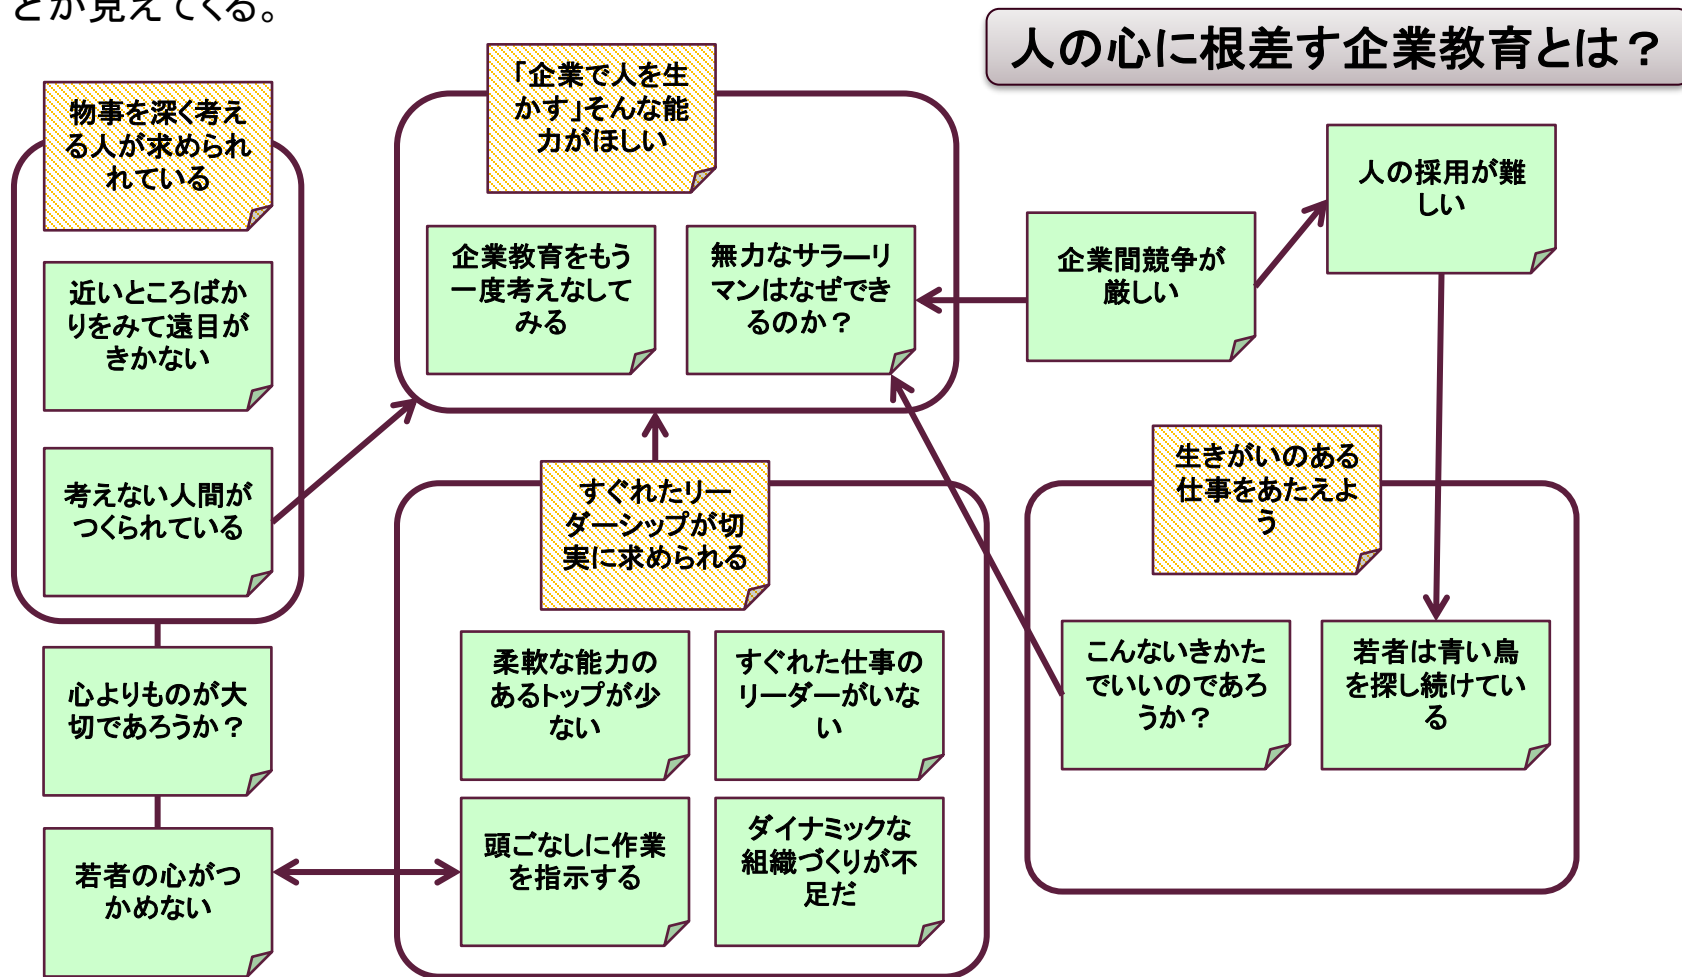 とが見えてくる。
人の心に根差す企業教育とは？
物事を深く考え
る人が求められ
れている
近いところばか
りをみて遠目が
きかない
考えない人間が
つくられている
心よりものが大
切であろうか？
若者の心がつ
かめない
「企業で人を生
かす」そんな能
力がほしい
企業教育をもう
一度考えなして
みる
無力なサラーリ
マンはなぜでき
るのか？
すぐれたリー
ダーシップが切
実に求められる
柔軟な能力の
あるトップが少
ない
すぐれた仕事の
リーダーがいな
い
頭ごなしに作業
を指示する
ダイナミックな
組織づくりが不
足だ
企業間競争が
厳しい
人の採用が難
しい
生きがいのある
仕事をあたえよ
う
こんないきかた
でいいのであろ
うか？
若者は青い鳥
を探し続けてい
る